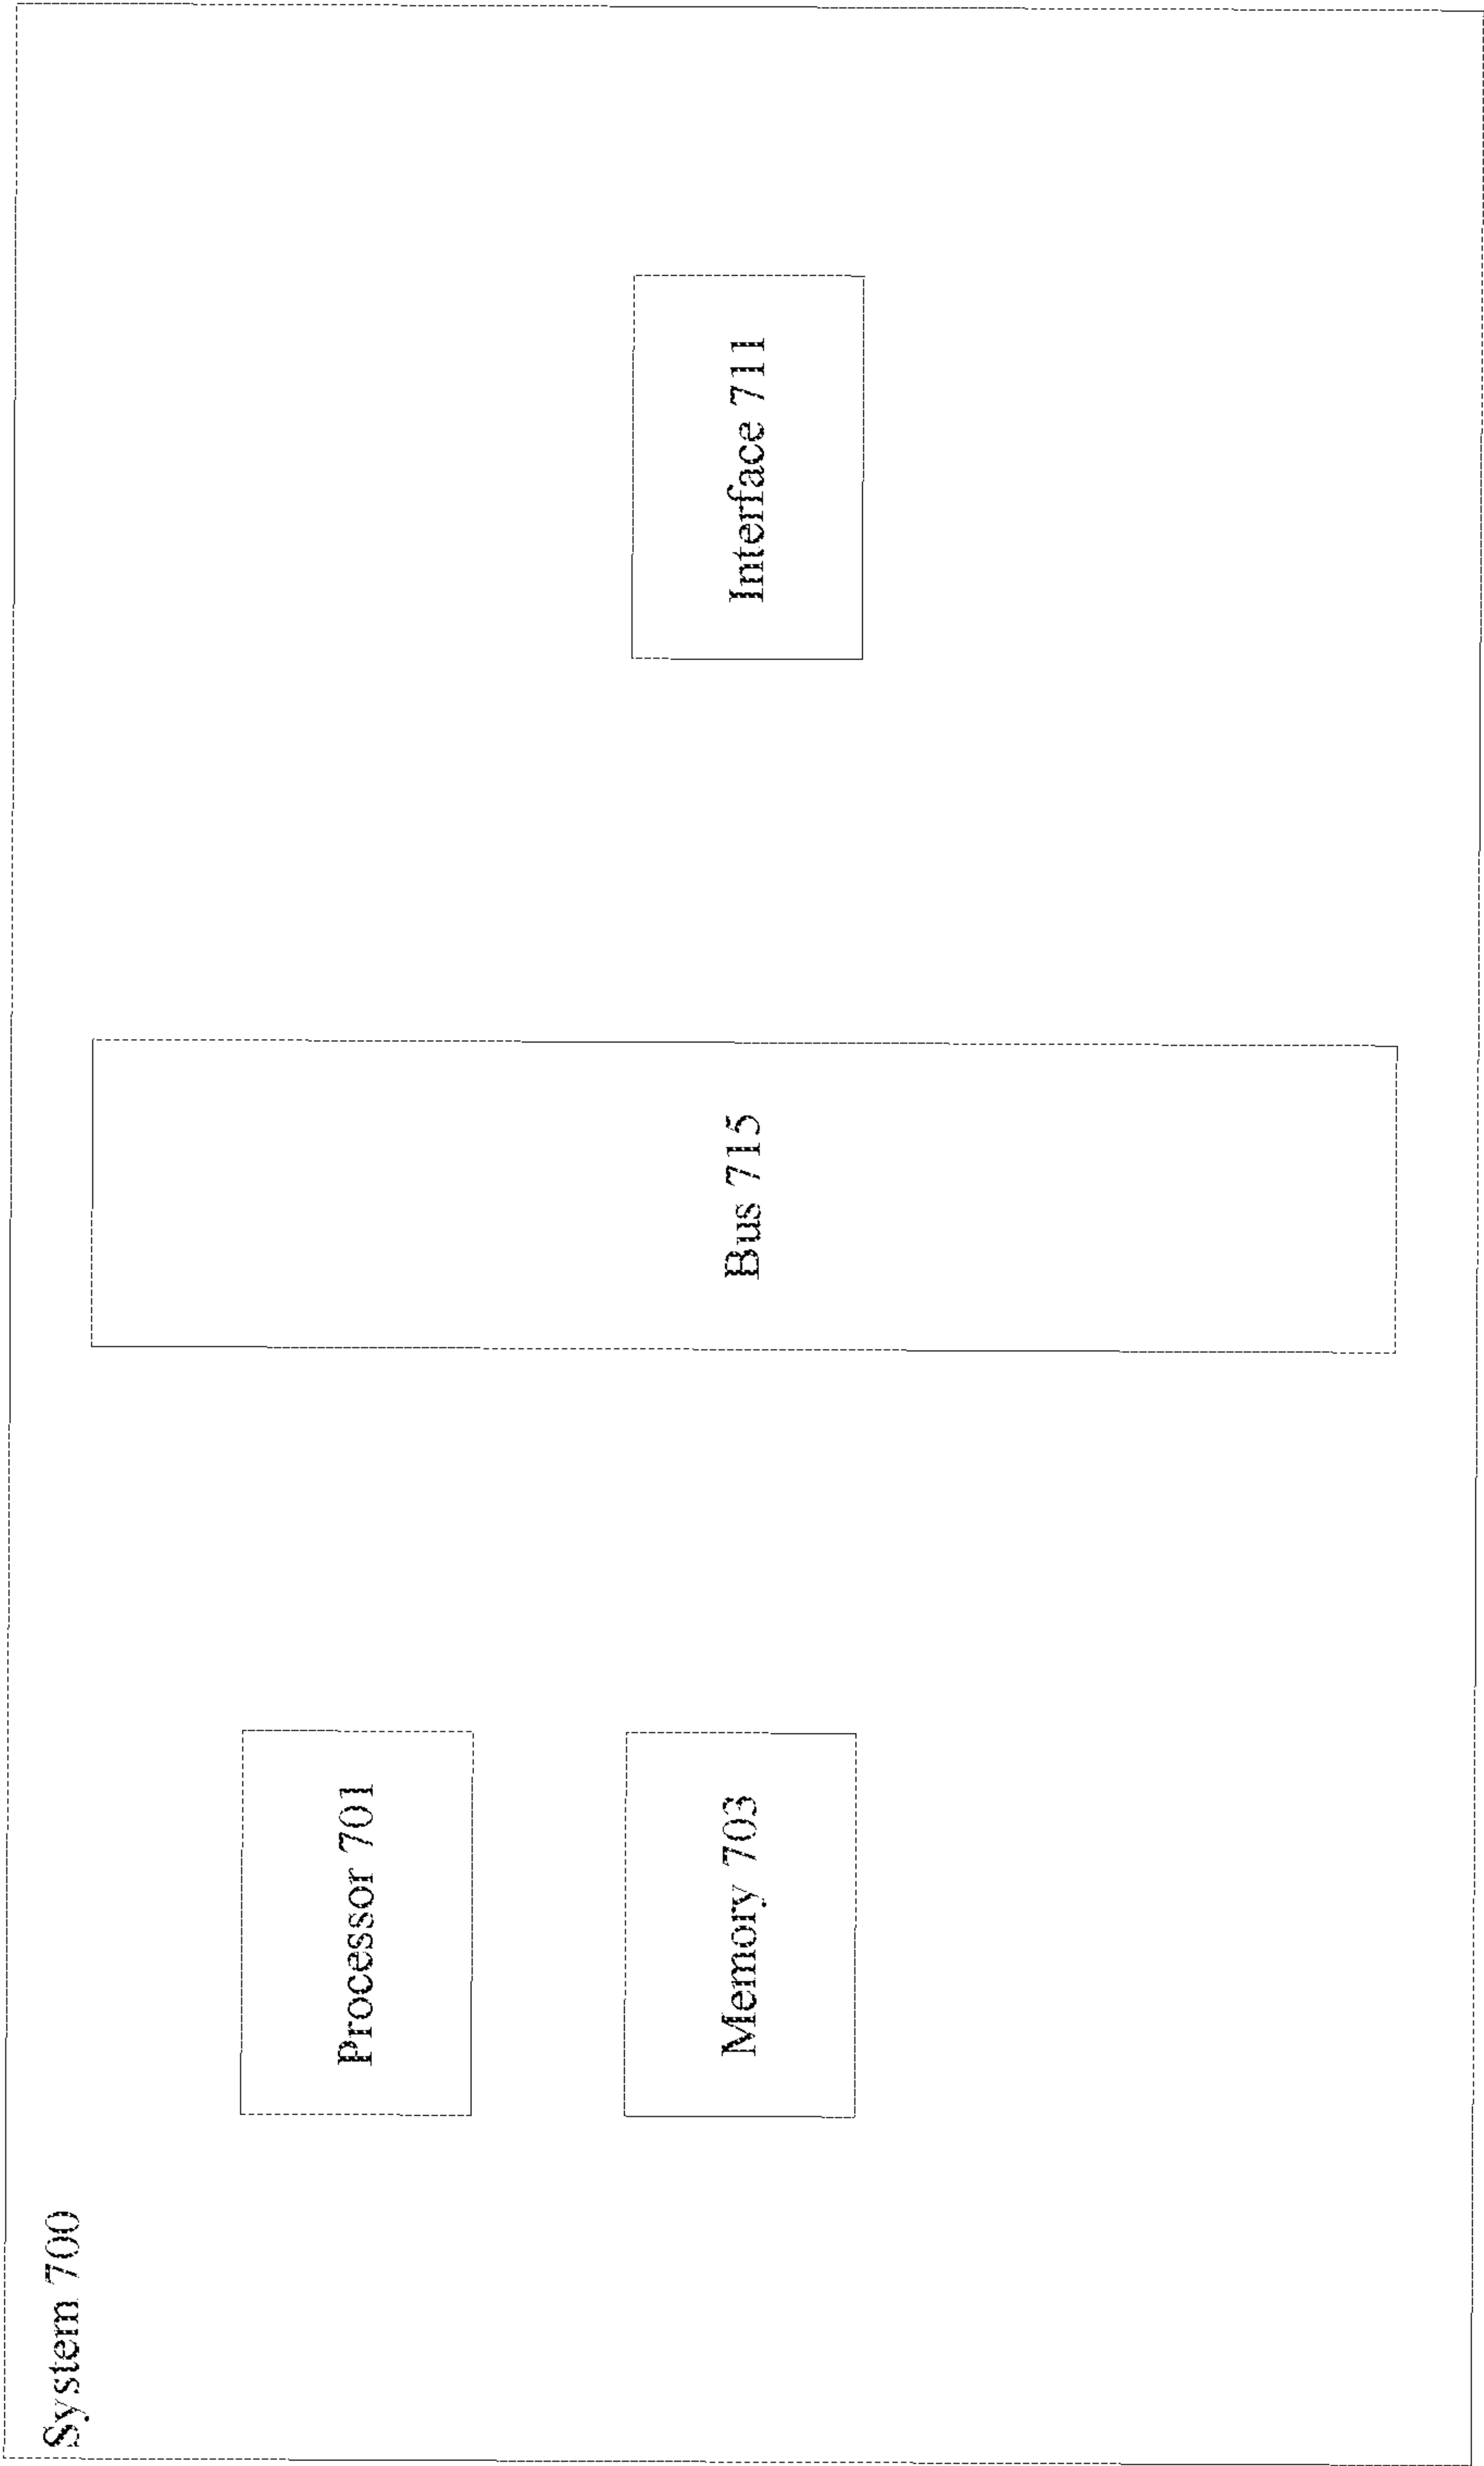 System 700
Processor 701
Memory 703
Bus 715
Interface 711